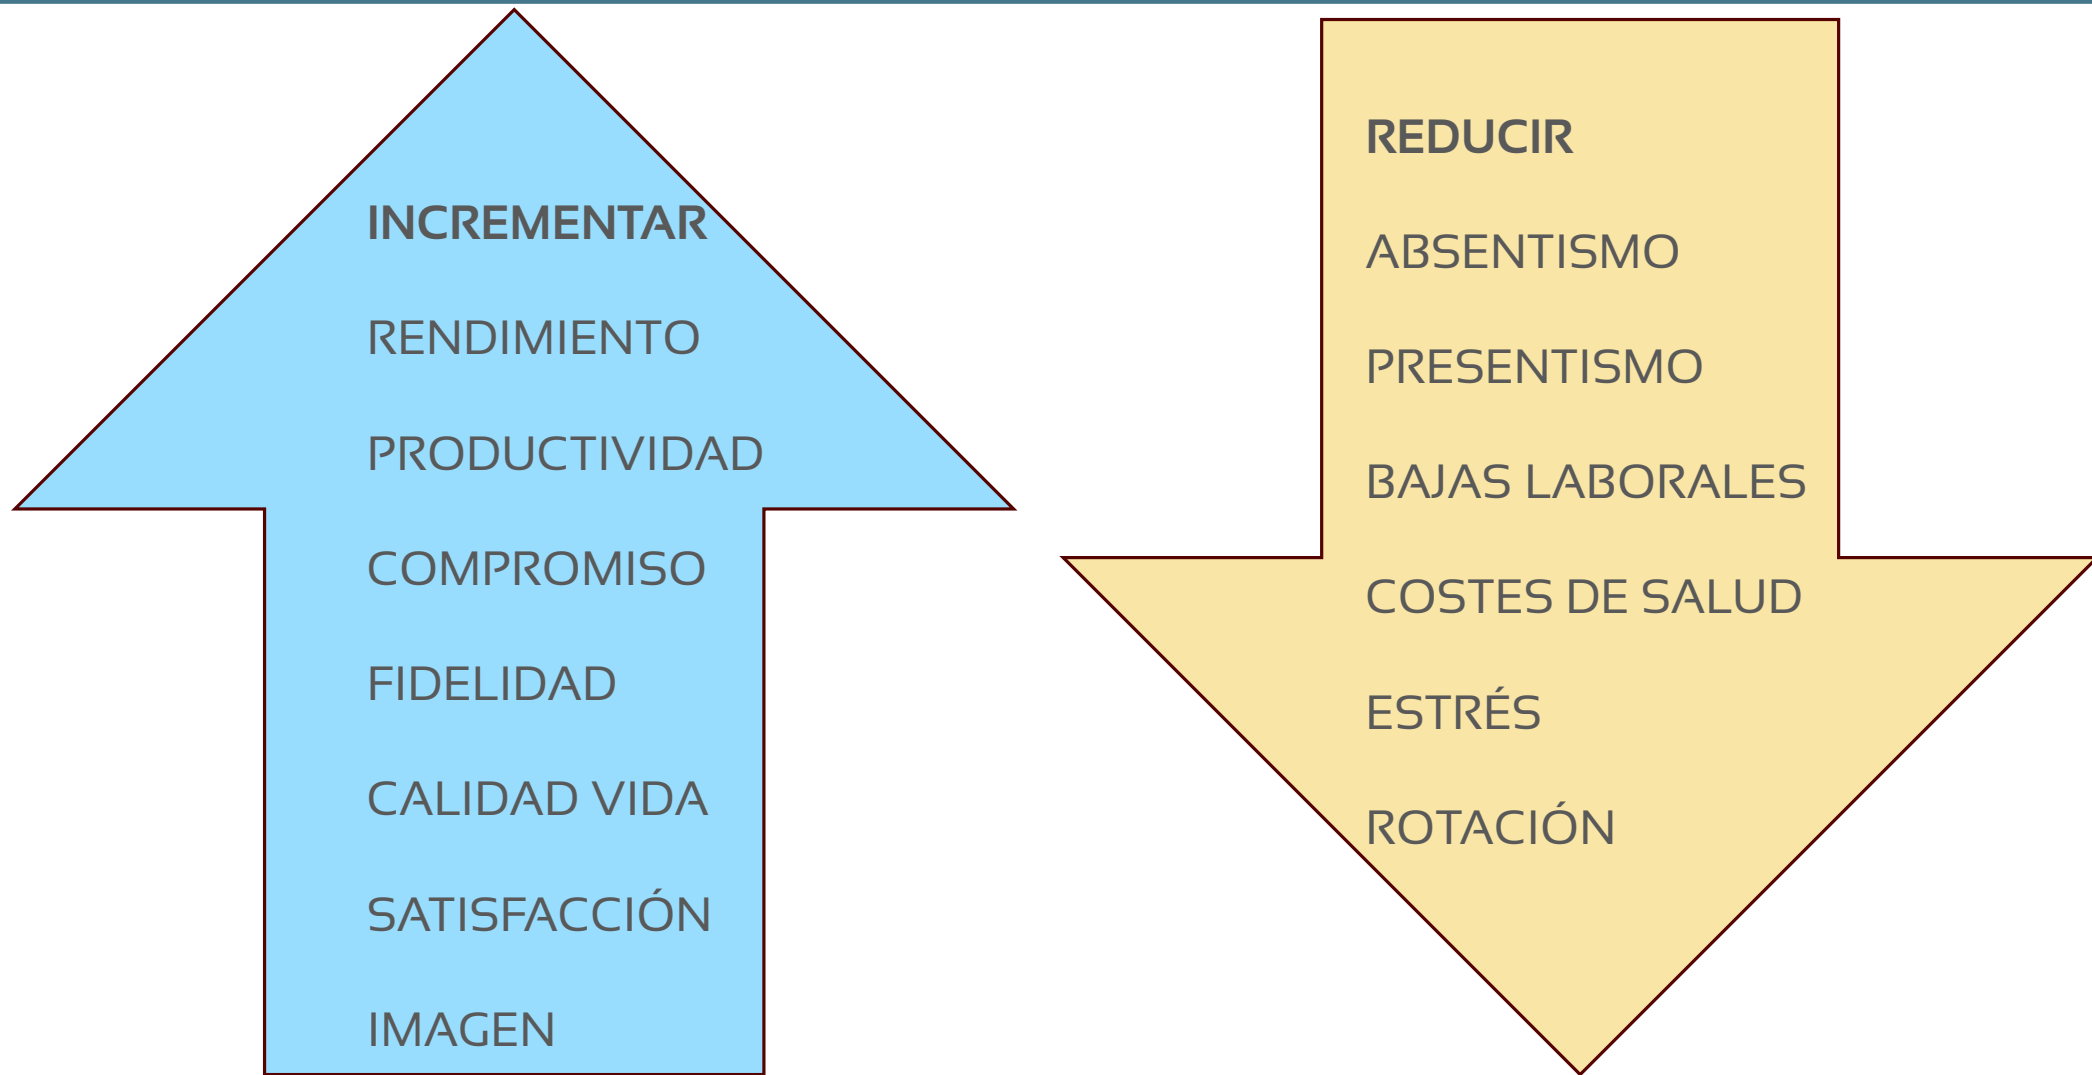 INCREMENTAR
RENDIMIENTO
PRODUCTIVIDAD
COMPROMISO
FIDELIDAD
CALIDAD VIDA
SATISFACCIÓN
IMAGEN
REDUCIR
ABSENTISMO
PRESENTISMO
BAJAS LABORALES
COSTES DE SALUD
ESTRÉS
ROTACIÓN